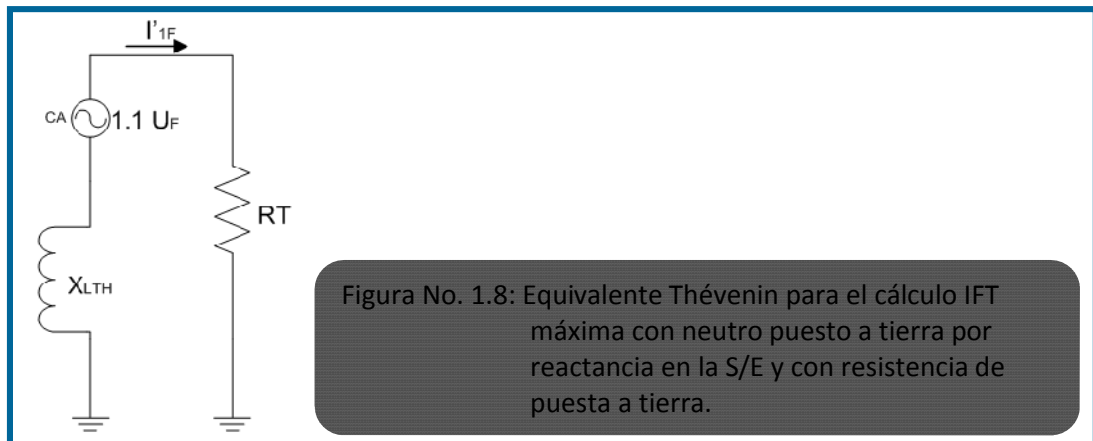 I'1F
CA 1.1 UF
RT
XLTH
Figura No. 1.8: Equivalente Thévenin para el cálculo IFT
máxima con neutro puesto a tierra por
reactancia en la S/E y con resistencia de
puesta a tierra.